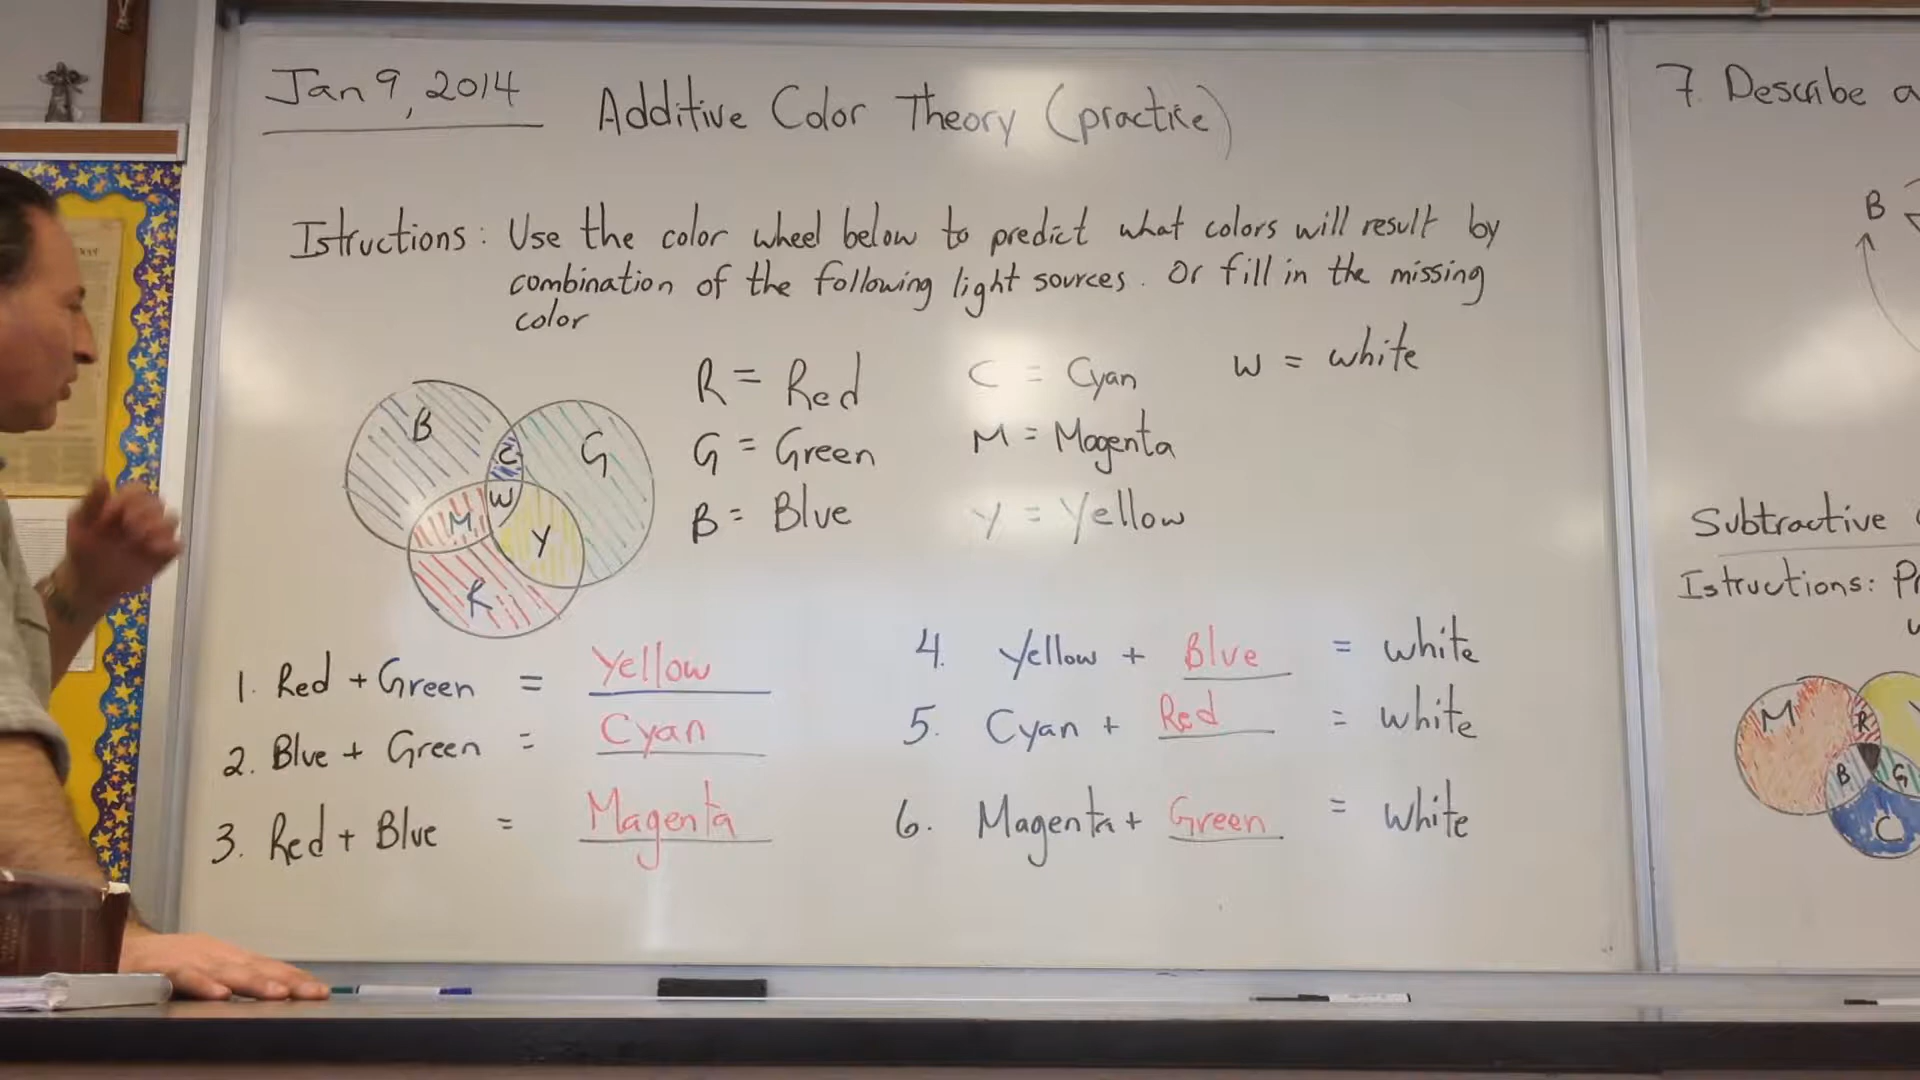 Jan 9, 2014
Additive Color Theory (practice)
Istructions: Use the color wheel below to predict what colors will result by
combination of the following light sources. Or fill in the missing
color
R = Red
G = Green
B = Blue
C = Cyan
M = Magenta
Y = Yellow
W = White
B
C
G
W
M
Y
R
1. Red + Green = Yellow
2. Blue + Green = Cyan
3. Red + Blue = Magenta
4. Yellow + Blue = White
5. Cyan + Red = White
6. Magenta + Green = White
7. Describe a
B
Subtractive
Istructions: Pr
M
R
B
G
C